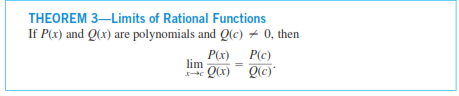 THEOREM 3—Limits of Rational Functions
If P(x) and Q(x) are polynomials and Q(c) ≠ 0, then
lim x→c P(x)/Q(x) = P(c)/Q(c).